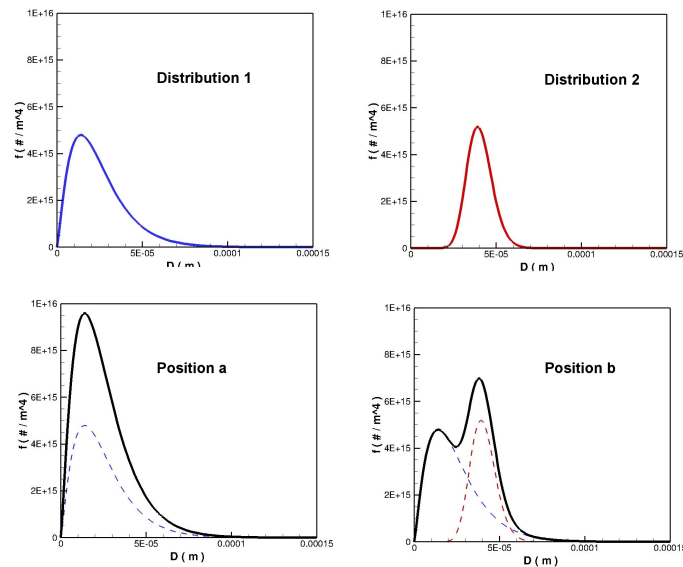 1E+16
8E+15
6E+15
4E+15
2E+15
0
f ( # / m^4 )
Distribution 1
0
5E-05
0.0001
0.00015
D ( m )
1E+16
8E+15
6E+15
4E+15
2E+15
0
f ( # / m^4 )
Distribution 2
0
5E-05
0.0001
0.00015
D ( m )
1E+16
8E+15
6E+15
4E+15
2E+15
0
f ( # / m^4 )
Position a
0
5E-05
0.0001
0.00015
D ( m )
1E+16
8E+15
6E+15
4E+15
2E+15
0
f ( # / m^4 )
Position b
0
5E-05
0.0001
0.00015
D ( m )